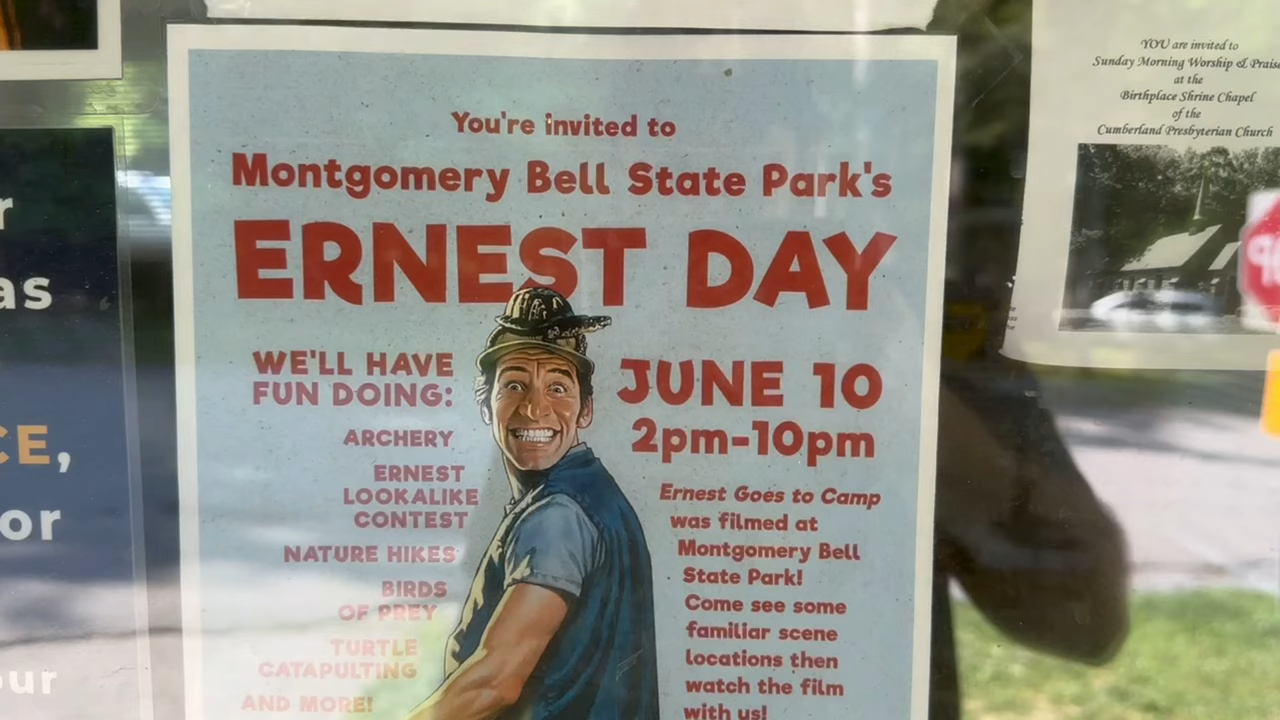 You're invited to
Montgomery Bell State Park's
ERNEST DAY
WE'LL HAVE
FUN DOING:
ARCHERY
ERNEST
LOOKALIKE
CONTEST
NATURE HIKES
BIRDS
OF PREY
TURTLE
CATAPULTING
AND MORE!
JUNE 10
2pm-10pm
Ernest Goes to Camp
was filmed at
Montgomery Bell
State Park!
Come see some
familiar scene
locations then
watch the film
with us!
YOU are invited to
Sunday Morning Worship & Praise
at the
Birthplace Shrine Chapel
of the
Cumberland Presbyterian Church
r
as
CE,
or
our